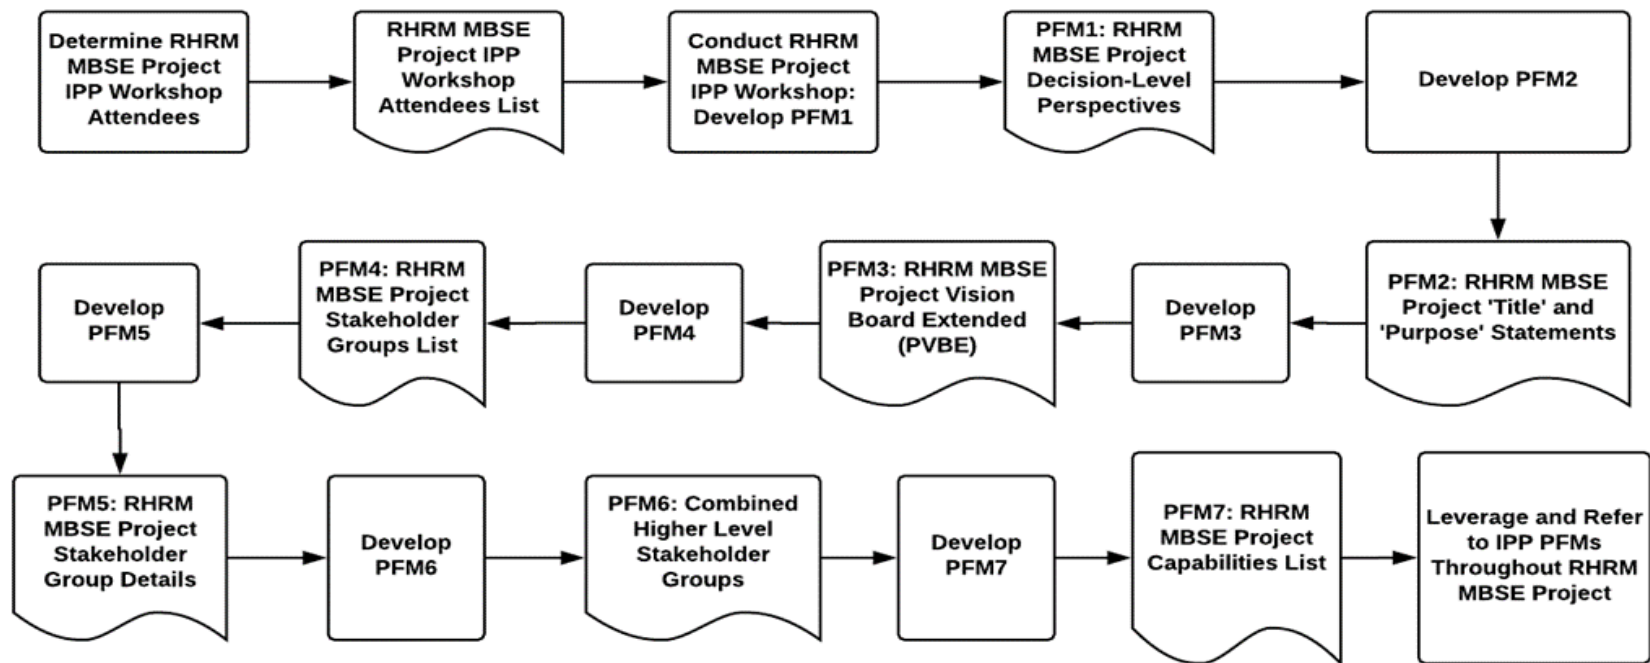 Determine RHRM
MBSE Project
IPP Workshop
Attendees
RHRM MBSE
Project IPP
Workshop
Attendees List
Conduct RHRM
MBSE Project
IPP Workshop:
Develop PFM1
PFM1: RHRM
MBSE Project
Decision-Level
Perspectives
Develop PFM2
PFM2: RHRM MBSE
Project 'Title' and
'Purpose' Statements
Develop
PFM3
PFM3: RHRM MBSE
Project Vision
Board Extended
(PVBE)
Develop
PFM4
PFM4: RHRM
MBSE Project
Stakeholder
Groups List
Develop
PFM5
PFM5: RHRM
MBSE Project
Stakeholder
Group Details
Develop
PFM6
PFM6: Combined
Higher Level
Stakeholder
Groups
Develop
PFM7
PFM7: RHRM
MBSE Project
Capabilities List
Leverage and Refer
to IPP PFMs
Throughout RHRM
MBSE Project